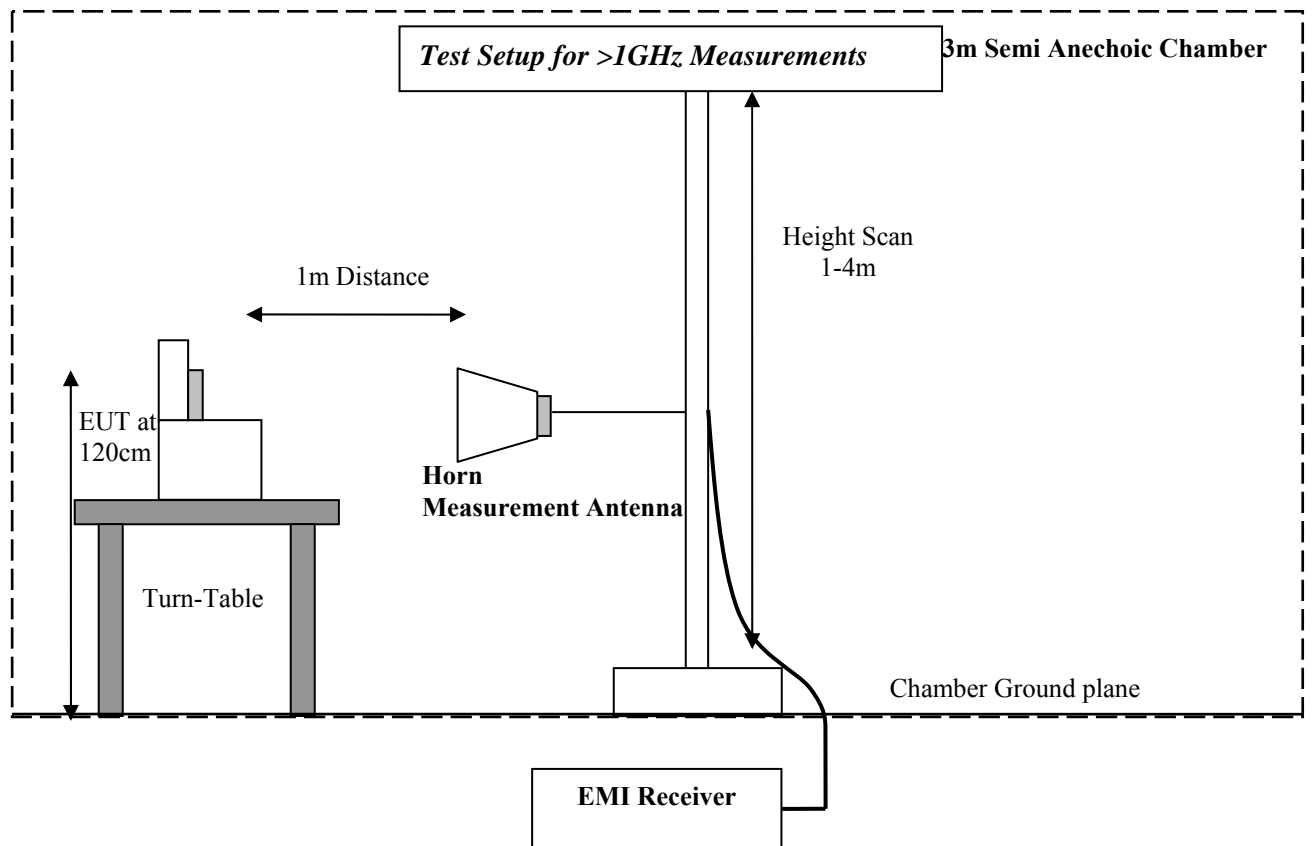 Test Setup for >1GHz Measurements
3m Semi Anechoic Chamber
Height Scan
1-4m
1m Distance
EUT at
120cm
Horn
Measurement Antenna
Turn-Table
Chamber Ground plane
EMI Receiver